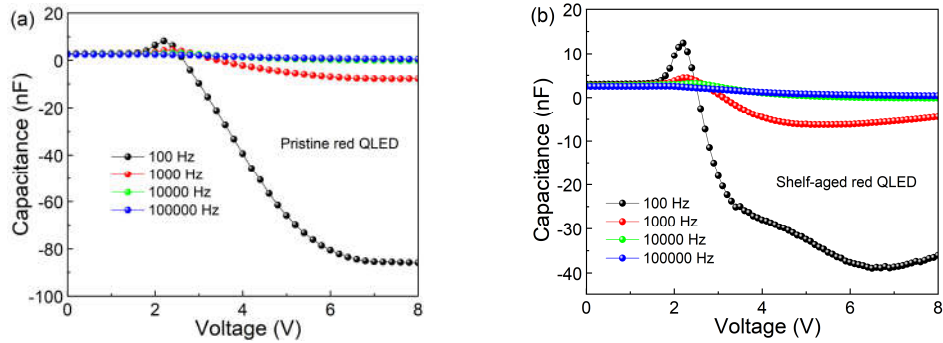 (a)
20
0
-20
-40
-60
-80
-100
Capacitance (nF)
Pristine red QLED
100 Hz
1000 Hz
10000 Hz
100000 Hz
0 2 4 6 8
Voltage (V)
(b)
20
10
0
-10
-20
-30
-40
Capacitance (nF)
Shelf-aged red QLED
100 Hz
1000 Hz
10000 Hz
100000 Hz
0 2 4 6 8
Voltage (V)